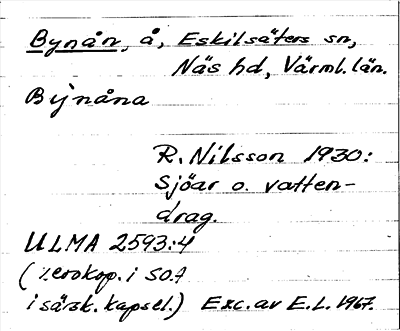 Bynån, å, Eskilsäters sn,
Näs hd, Värml. län.
Bynåna
R. Nilsson 1930:
Sjöar o. vatten-
drag.
ULMA 2593:4
(Xerokop. i SOA
i särsk. kapsel.) Exc. av E.L. 1967.